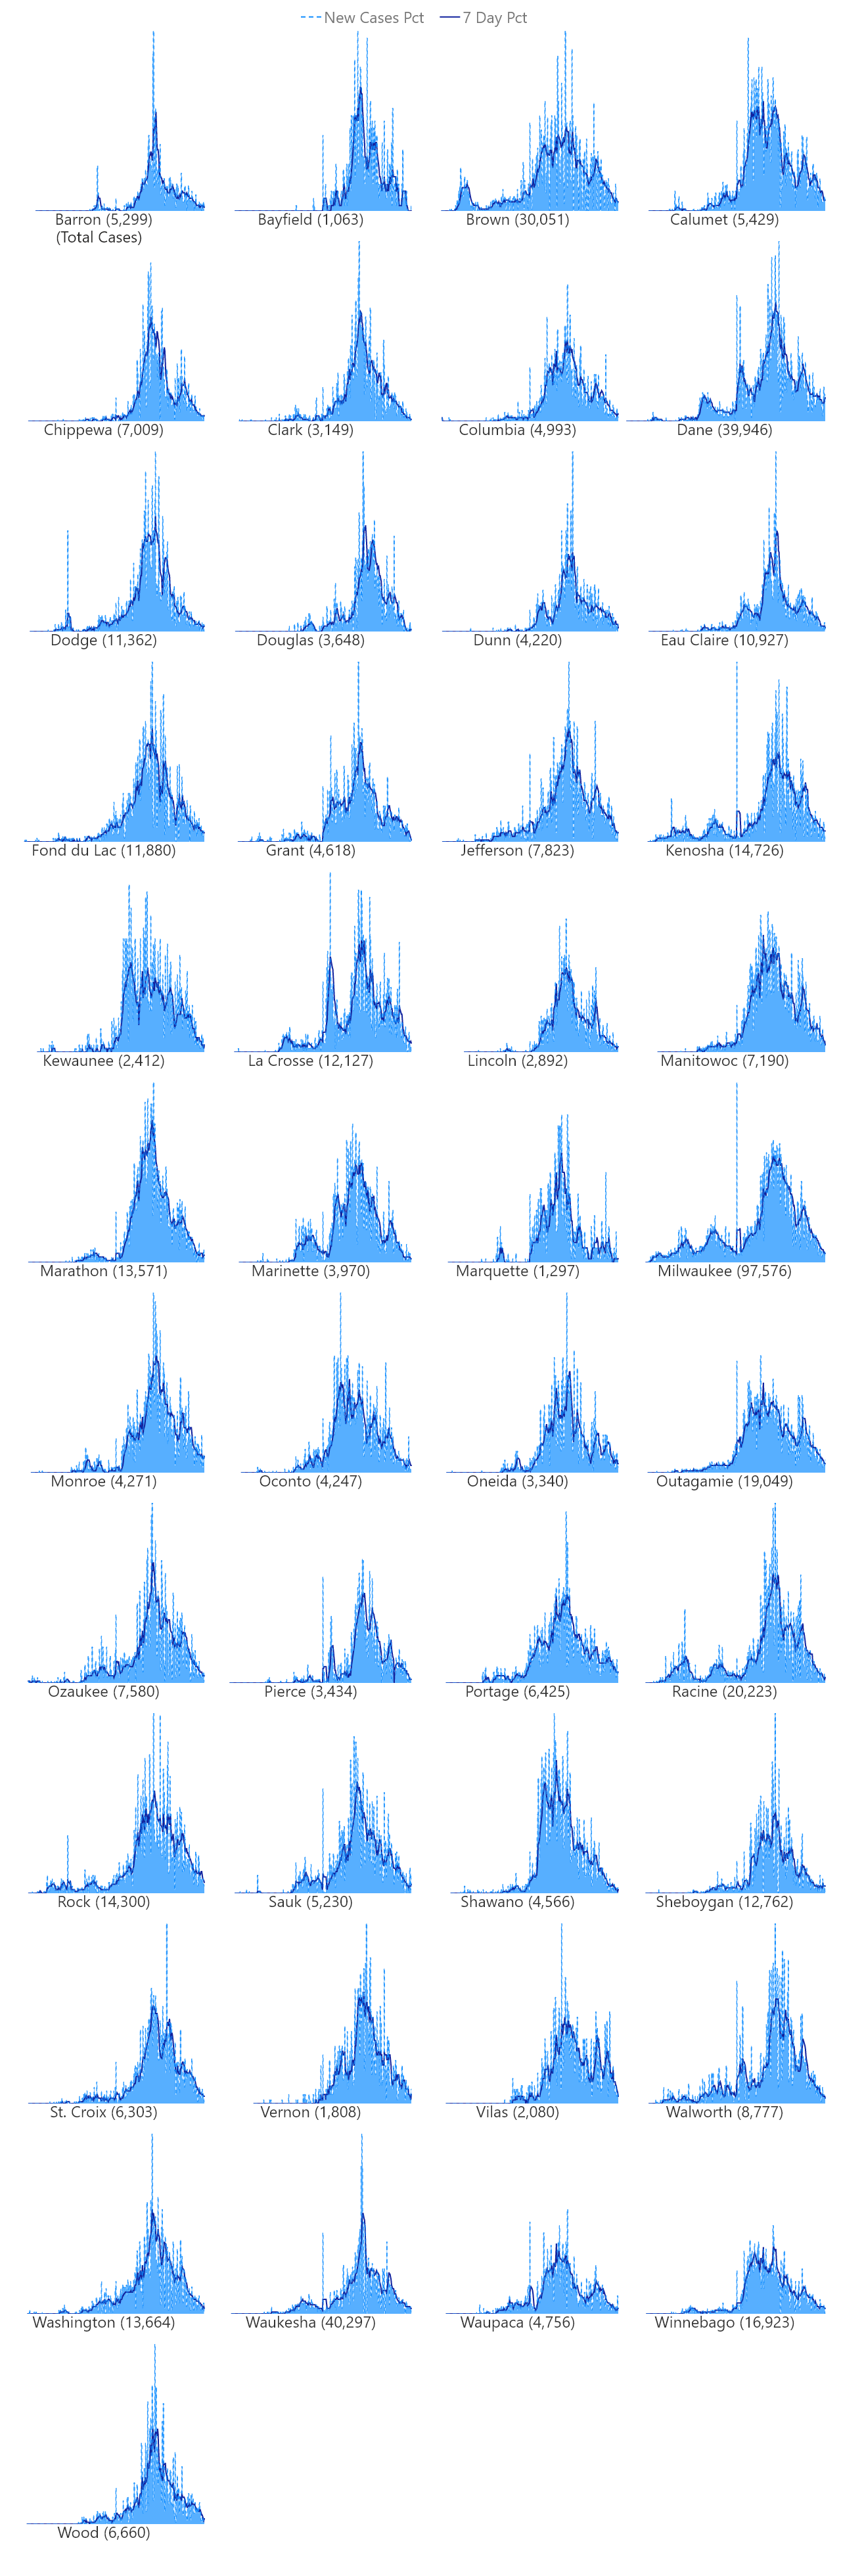 New Cases Pct 7 Day Pct
Barron (5,299) Bayfield (1,063) Brown (30,051) Calumet (5,429)
(Total Cases)
Chippewa (7,009) Clark (3,149) Columbia (4,993) Dane (39,946)
Dodge (11,362) Douglas (3,648) Dunn (4,220) Eau Claire (10,927)
Fond du Lac (11,880) Grant (4,618) Jefferson (7,823) Kenosha (14,726)
Kewaunee (2,412) La Crosse (12,127) Lincoln (2,892) Manitowoc (7,190)
Marathon (13,571) Marinette (3,970) Marquette (1,297) Milwaukee (97,576)
Monroe (4,271) Oconto (4,247) Oneida (3,340) Outagamie (19,049)
Ozaukee (7,580) Pierce (3,434) Portage (6,425) Racine (20,223)
Rock (14,300) Sauk (5,230) Shawano (4,566) Sheboygan (12,762)
St. Croix (6,303) Vernon (1,808) Vilas (2,080) Walworth (8,777)
Washington (13,664) Waukesha (40,297) Waupaca (4,756) Winnebago (16,923)
Wood (6,660)